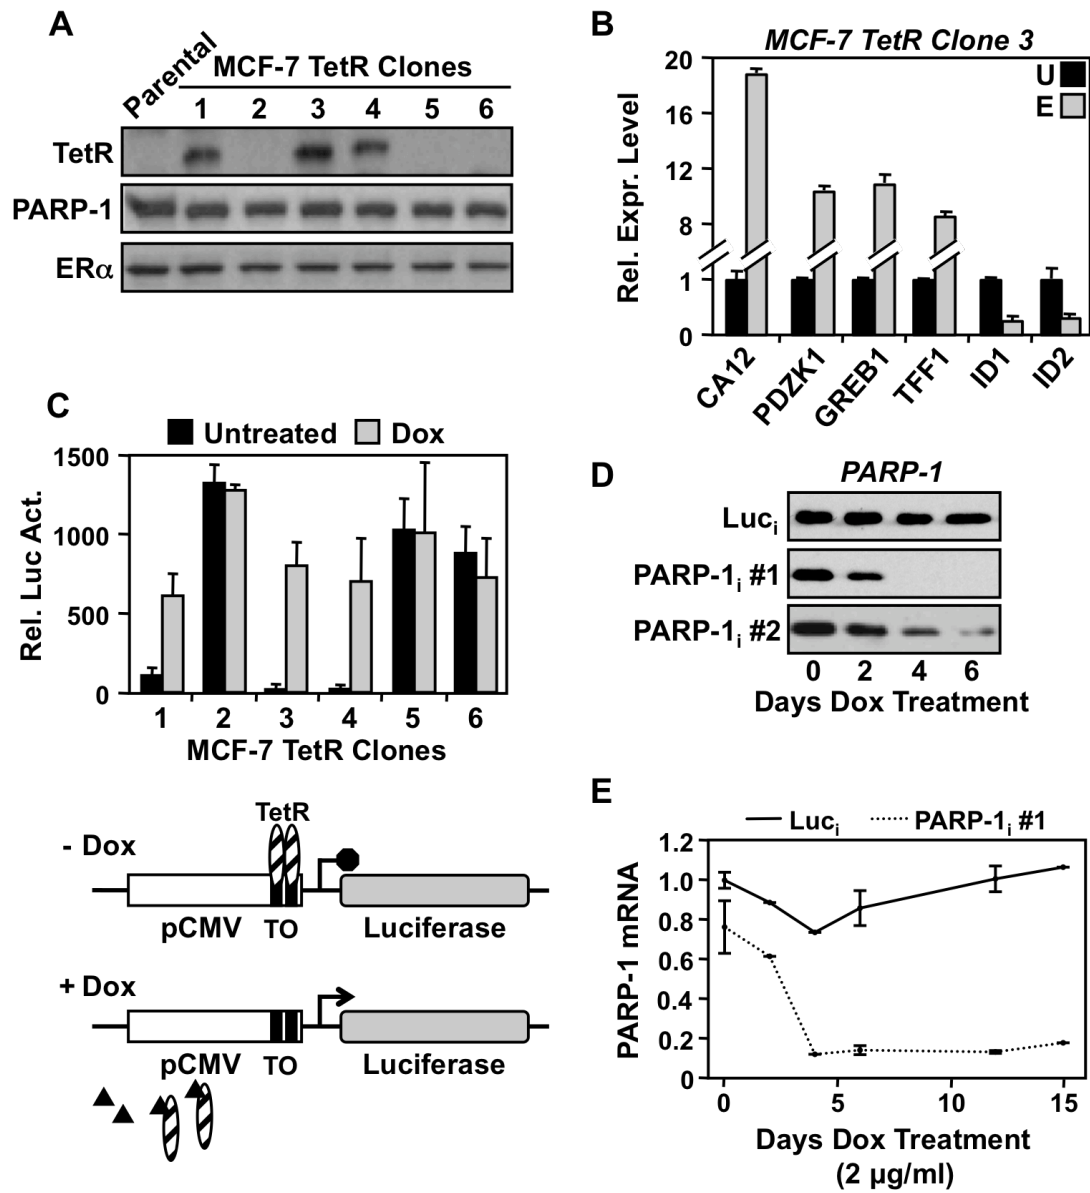 A
Parental
MCF-7 TetR Clones
1 2 3 4 5 6
TetR
PARP-1
ERα
B
MCF-7 TetR Clone 3
U
E
Rel. Expr. Level
20
16
12
8
1
0
CA12
PDZK1
GREB1
TFF1
ID1
ID2
C
Untreated
Dox
Rel. Luc Act.
1500
1000
500
0
1 2 3 4 5 6
MCF-7 TetR Clones
TetR
- Dox
pCMV TO Luciferase
+ Dox
pCMV TO Luciferase
D
PARP-1
Luci
PARP-1i #1
PARP-1i #2
0 2 4 6
Days Dox Treatment
E
Luci
PARP-1i #1
PARP-1 mRNA
1.2
1.0
0.8
0.6
0.4
0.2
0
0 5 10 15
Days Dox Treatment
(2 µg/ml)